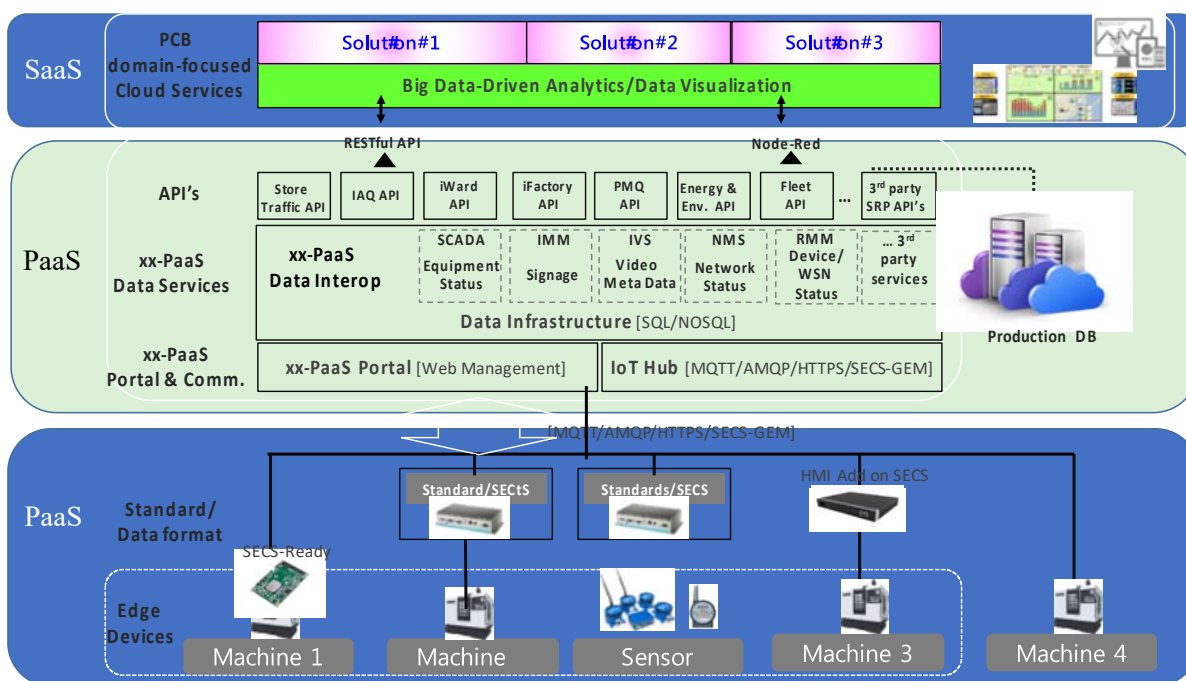 SaaS
PCB
domain-focused
Cloud Services
Solut#on#1
Solut#on#2
Solut#on#3
Big Data-Driven Analytics/Data Visualization
RESTful API
Node-Red
PaaS
API's
Store
Traffic API
IAQ API
iWard
API
iFactory
API
PMQ
API
Energy &
Env. API
Fleet
API
...
3rd party
SRP API's
xx-PaaS
Data Services
xx-PaaS
Data Interop
SCADA
Equipment
Status
IMM
Signage
IVS
Video
Meta Data
NMS
Network
Status
RMM
Device/
WSN
Status
... 3rd
party
services
Data Infrastructure [SQL/NOSQL]
Production DB
xx-PaaS
Portal & Comm.
xx-PaaS Portal [Web Management]
IoT Hub [MQTT/AMQP/HTTPS/SECS-GEM]
[MQTT/AMQP/HTTPS/SECS-GEM]
PaaS
Standard/
Data format
Standard/SECtS
Standards/SECS
HMI Add on SECS
SECS-Ready
Edge
Devices
Machine 1
Machine
Sensor
Machine 3
Machine 4